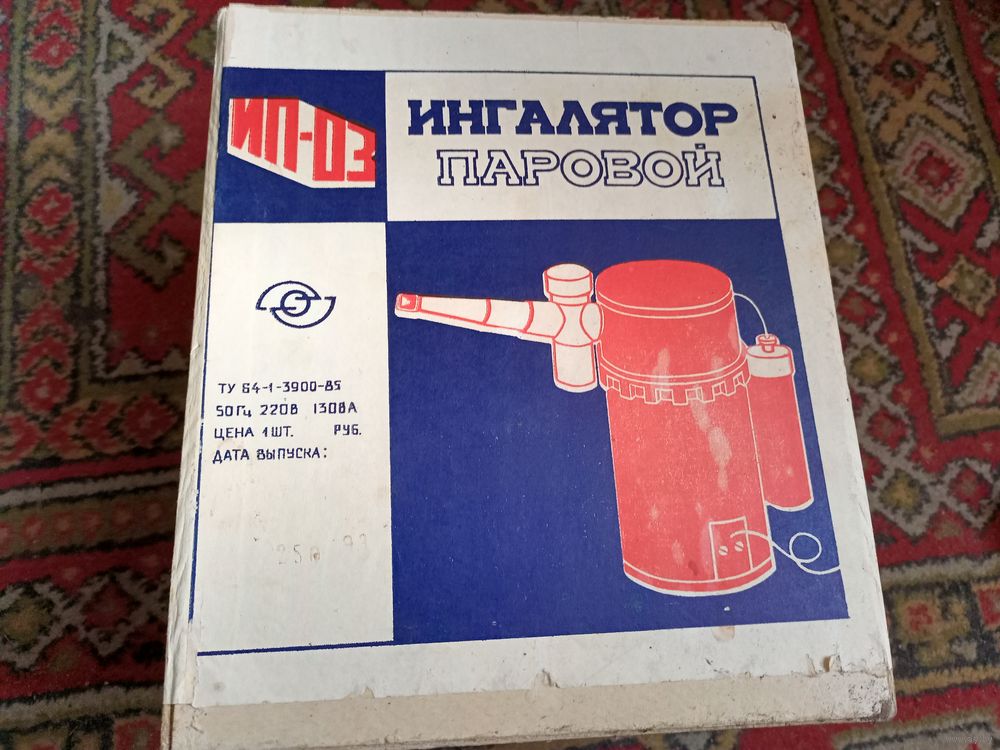 ИП-03
ИНГАЛЯТОР
ПАРОВОЙ
ТУ 64-1-3900-85
50Гц 220В 130ВА
ЦЕНА 1ШТ. РУБ.
ДАТА ВЫПУСКА: